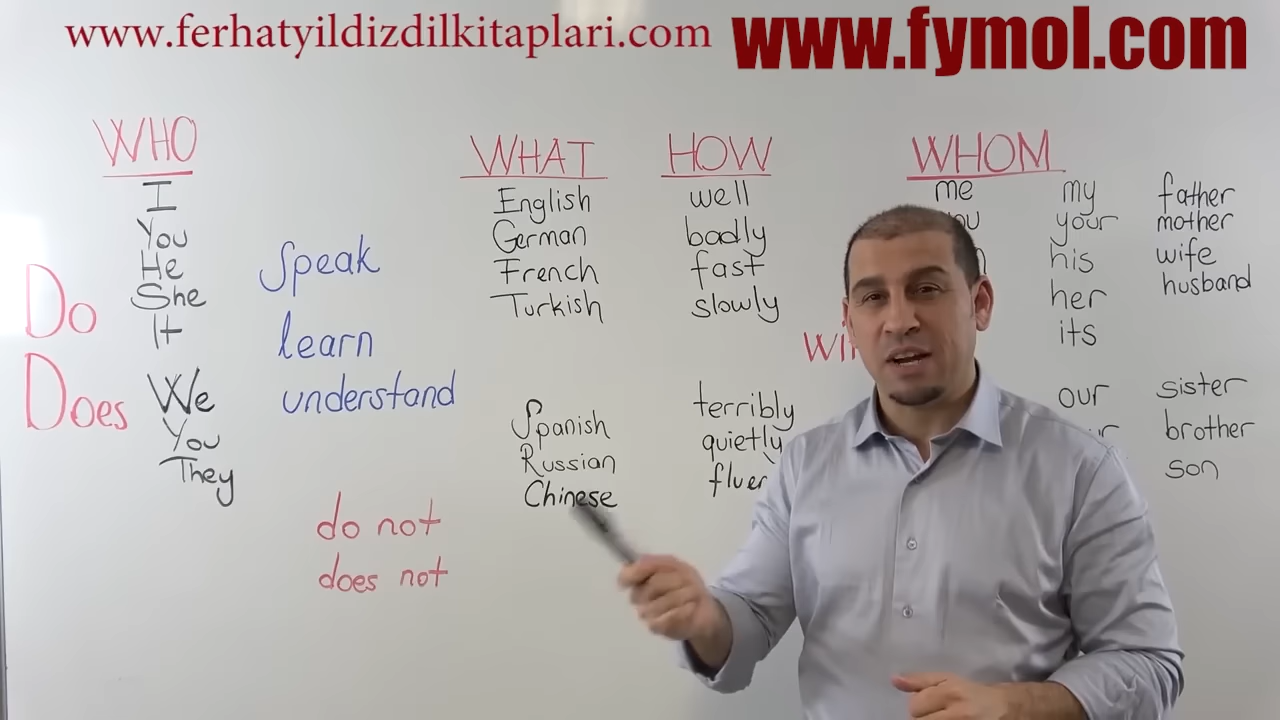 www.ferhatyildizdilkitaplari.com
www.fymol.com
WHO
I
You
He
She
It
We
You
They
Do
Does
speak
learn
understand
do not
does not
WHAT
English
German
French
Turkish
Spanish
Russian
Chinese
HOW
well
badly
fast
slowly
terribly
quietly
WHOM
me
my
your
his
her
its
our
father
mother
wife
husband
sister
brother
son